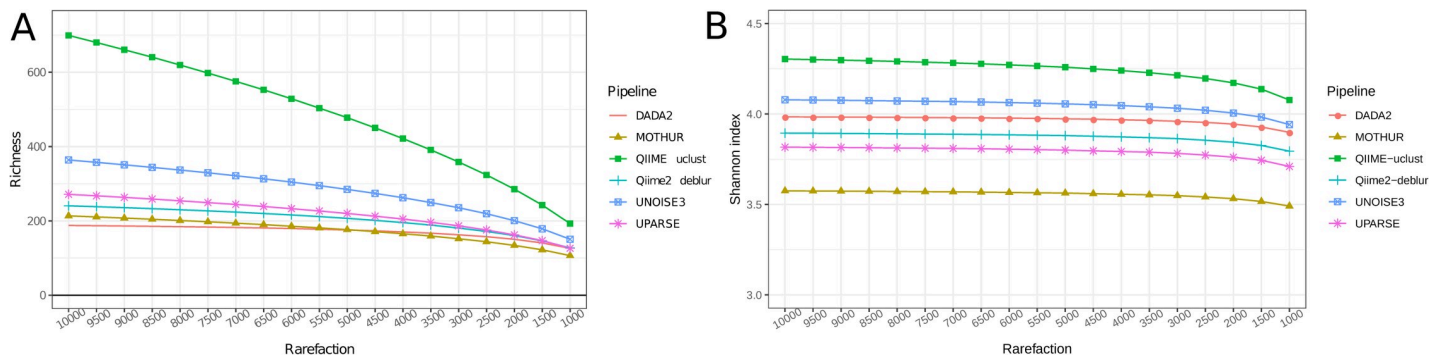 A
Richness
600
400
200
0
10000 9500 9000 8500 8000 7500 7000 6500 6000 5500 5000 4500 4000 3500 3000 2500 2000 1500 1000
Rarefaction
Pipeline
DADA2
MOTHUR
QIIME uclust
Qiime2 deblur
UNOISE3
UPARSE
B
Shannon index
4.5
4.0
3.5
3.0
10000 9500 9000 8500 8000 7500 7000 6500 6000 5500 5000 4500 4000 3500 3000 2500 2000 1500 1000
Rarefaction
Pipeline
DADA2
MOTHUR
QIIME-uclust
Qiime2-deblur
UNOISE3
UPARSE